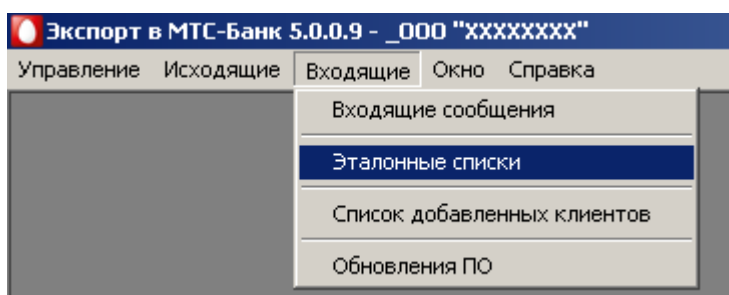 Экспорт в МТС-Банк 5.0.0.9 - _ООО "XXXXXXXX"
Управление Исходящие Входящие Окно Справка
Входящие сообщения
Эталонные списки
Список добавленных клиентов
Обновления ПО